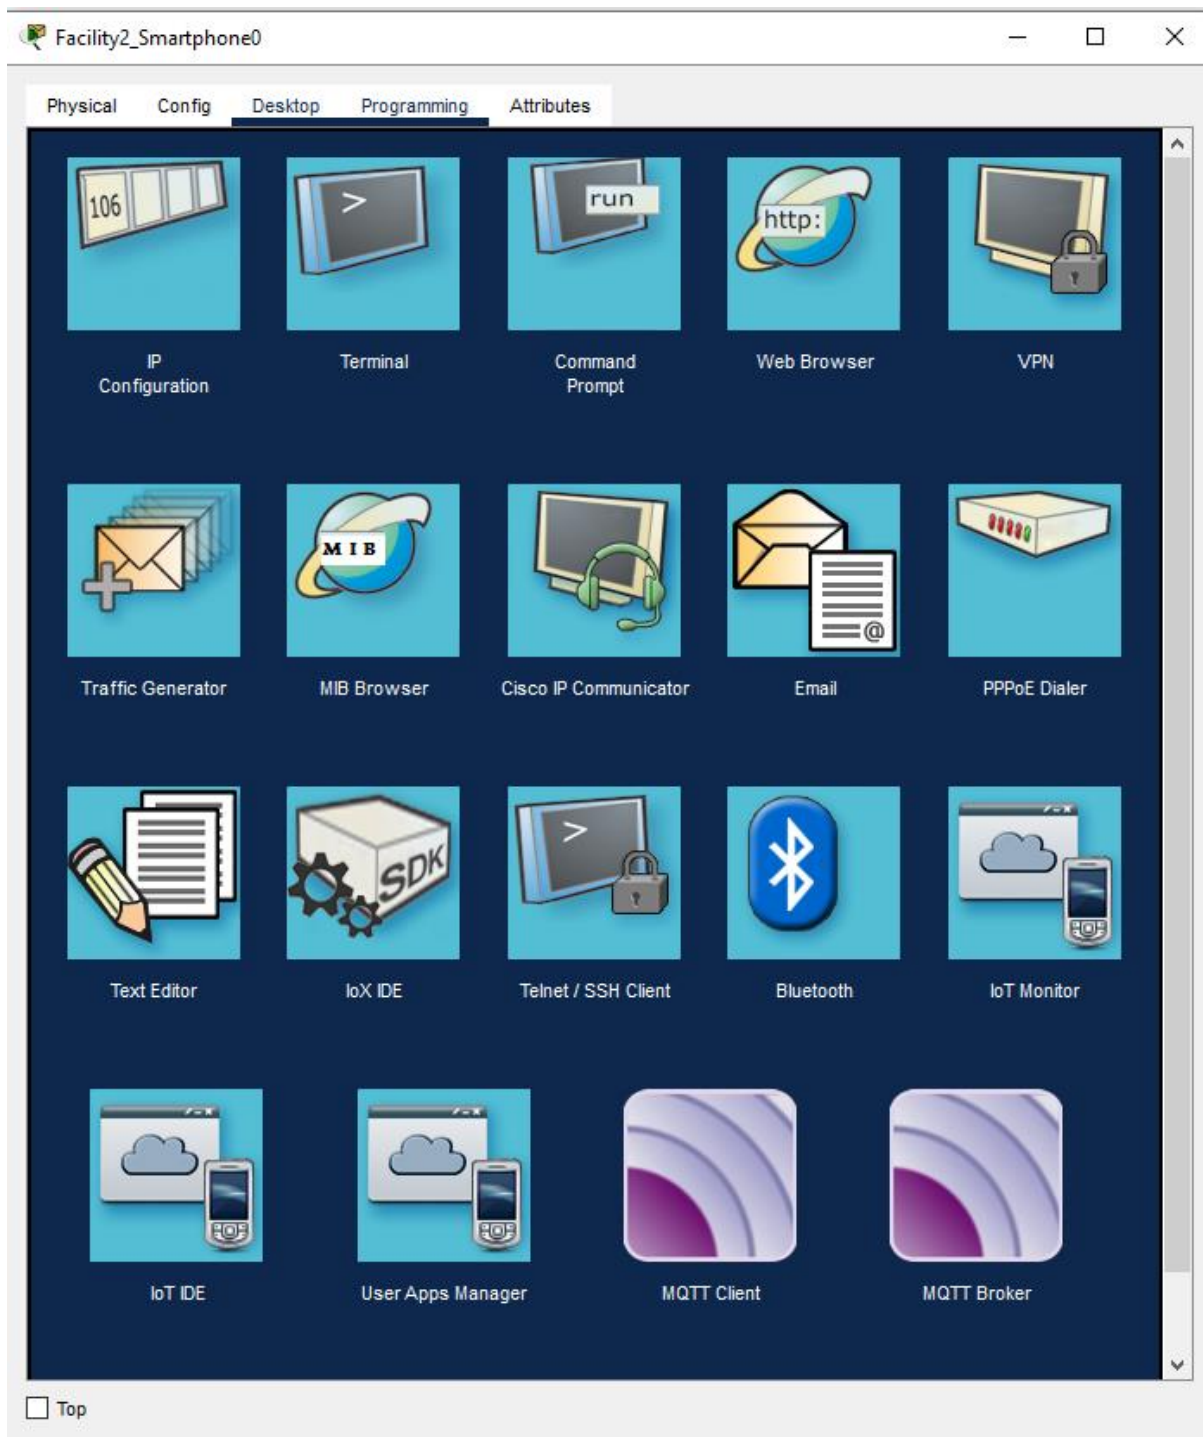 Facility2_Smartphone0
Physical Config Desktop Programming Attributes
106
>
run
http:
IP
Configuration
Terminal
Command
Prompt
Web Browser
VPN
MIB
@
Traffic Generator
MIB Browser
Cisco IP Communicator
Email
PPPoE Dialer
SDK
>
Text Editor
IoX IDE
Telnet / SSH Client
Bluetooth
IoT Monitor
IoT IDE
User Apps Manager
MQTT Client
MQTT Broker
Top